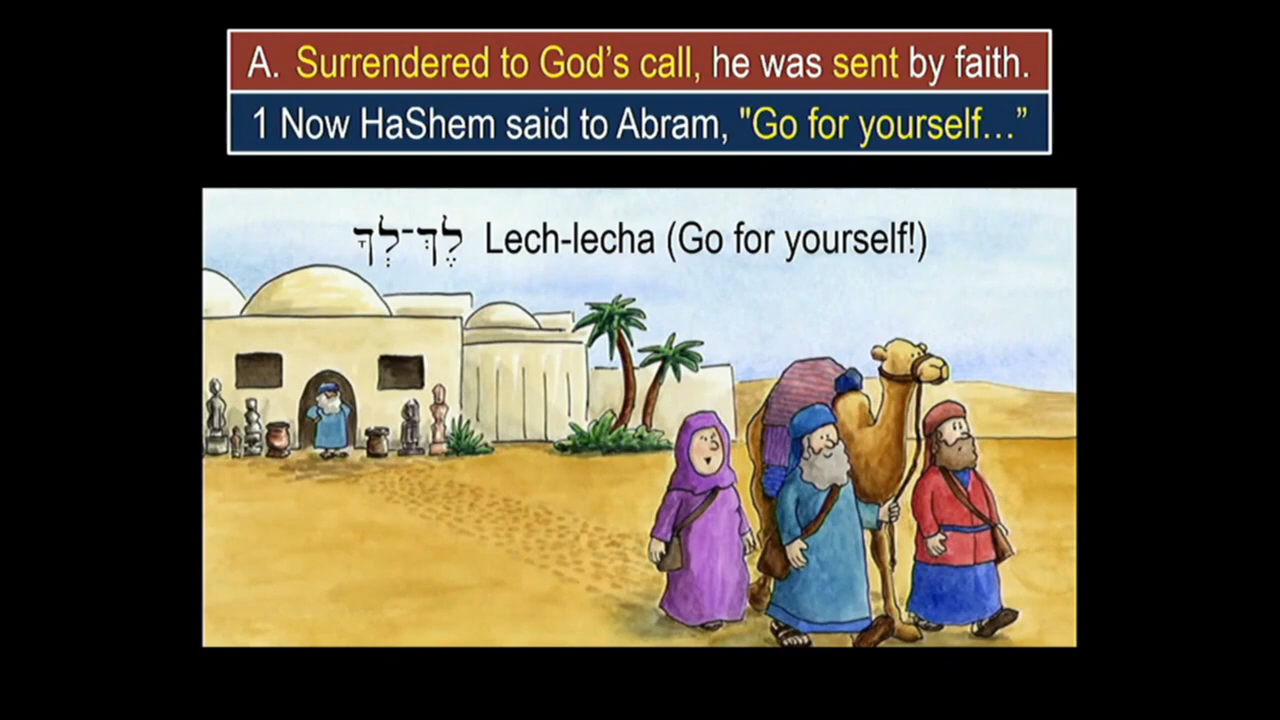 A. Surrendered to God’s call, he was sent by faith.
1 Now HaShem said to Abram, "Go for yourself…”
לֶךְ־לְךָ Lech-lecha (Go for yourself!)